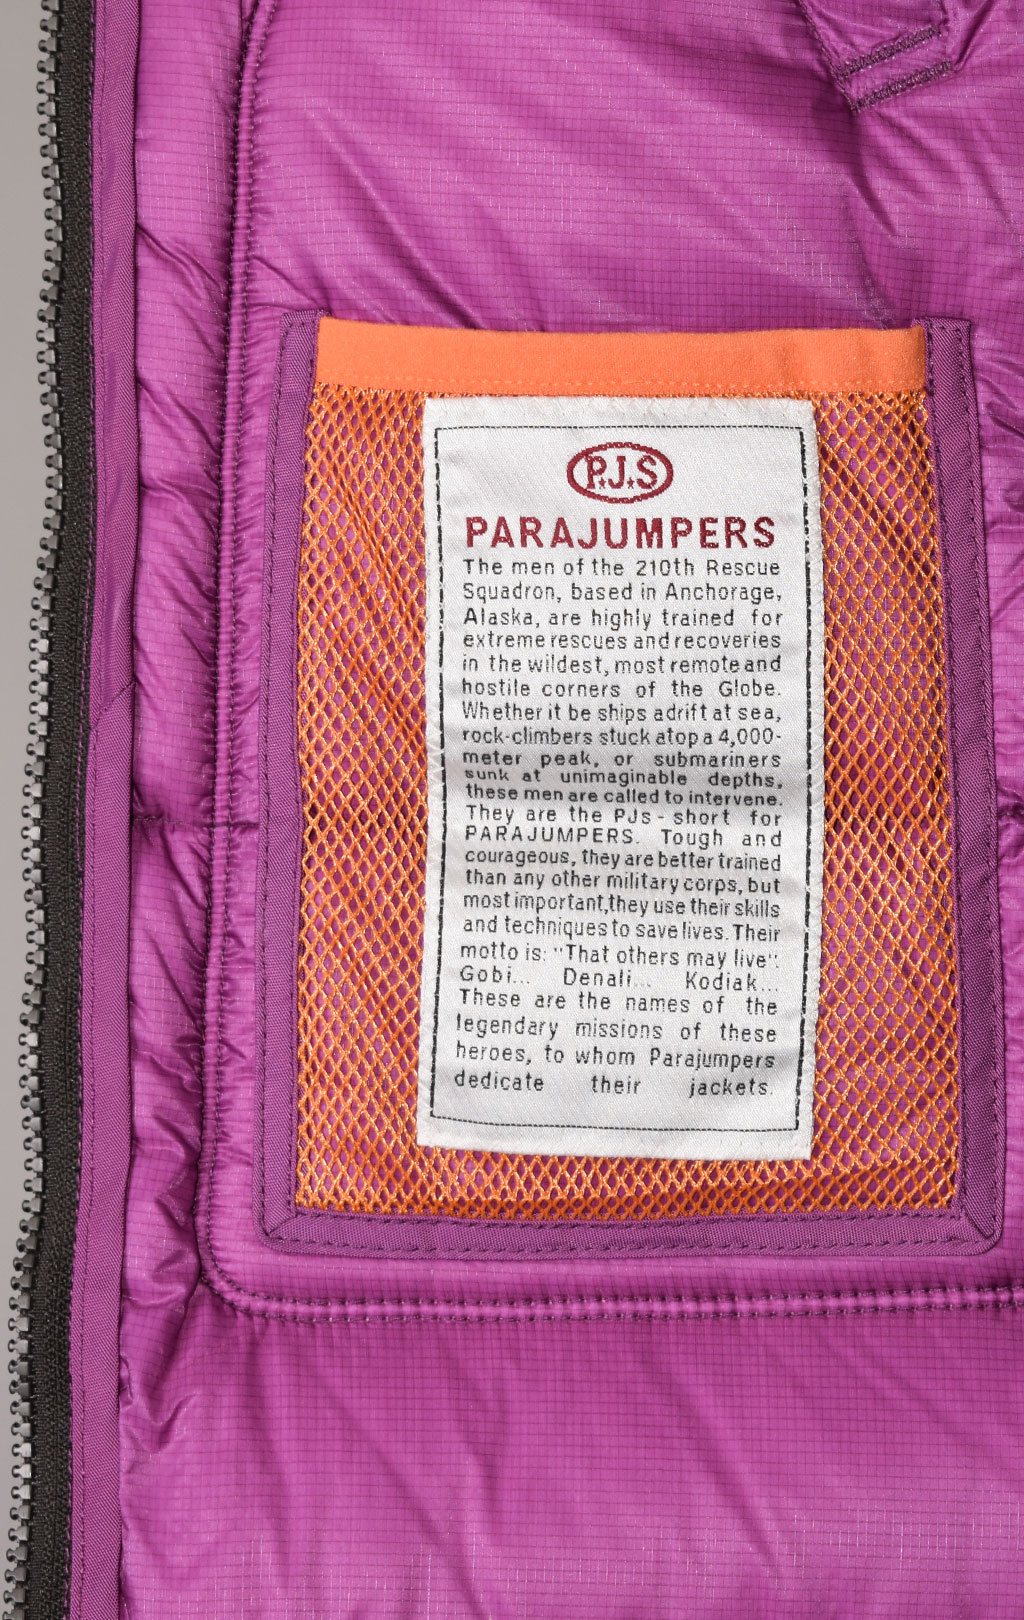 P.J.S
PARAJUMPERS
The men of the 210th Rescue
Squadron, based in Anchorage,
Alaska, are highly trained for
extreme rescues and recoveries
in the wildest, most remote and
hostile corners of the Globe.
Whether it be ships adrift at sea,
rock-climbers stuck atop a 4,000-
meter peak, or submariners
sunk at unimaginable depths,
these men are called to intervene.
They are the PJs - short for
PARAJUMPERS. Tough and
courageous, they are better trained
than any other military corps, but
most important, they use their skills
and techniques to save lives. Their
motto is: "That others may live".
Gobi... Denali... Kodiak...
These are the names of the
legendary missions of these
heroes, to whom Parajumpers
dedicate their jackets.